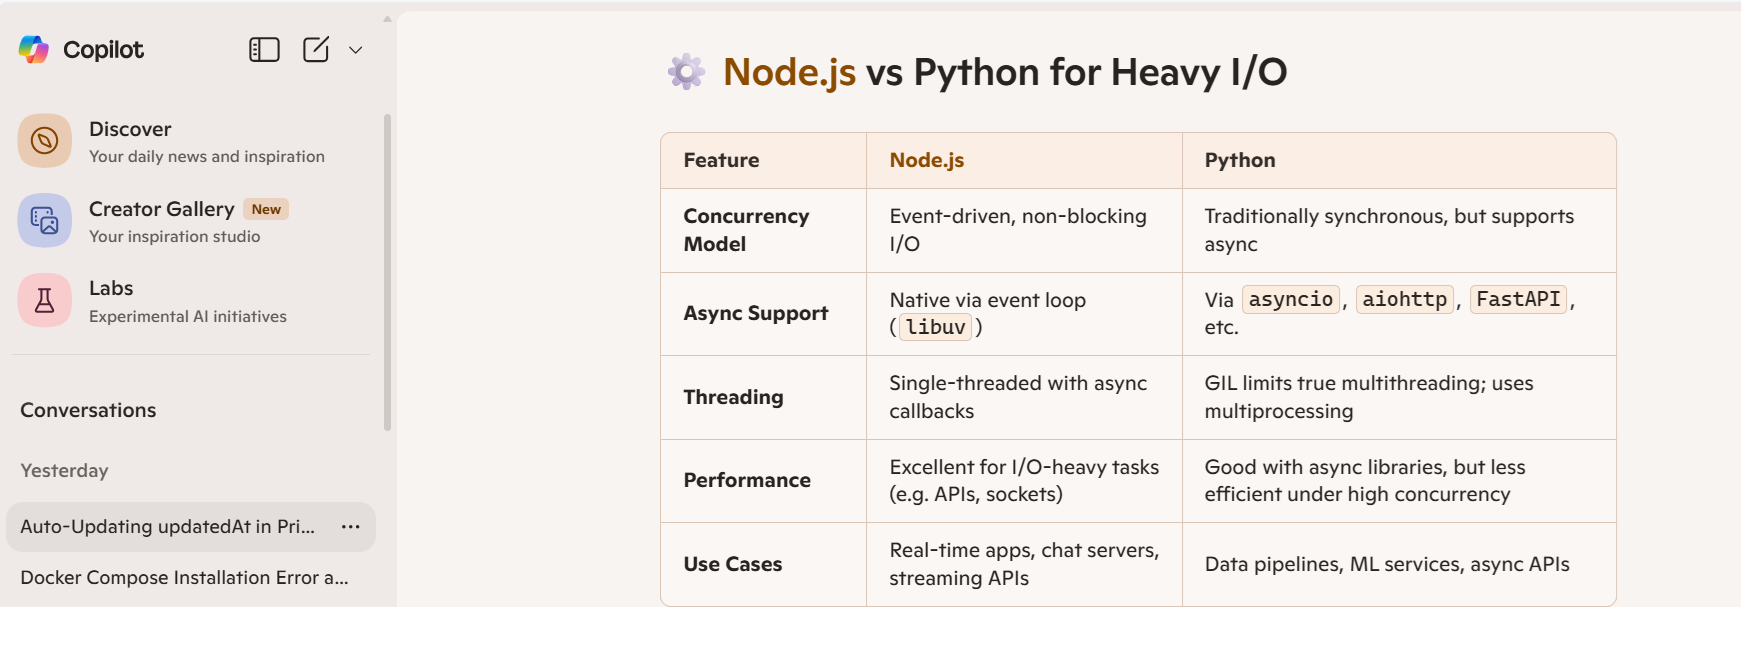 Copilot
Discover
Your daily news and inspiration
Creator Gallery New
Your inspiration studio
Labs
Experimental AI initiatives
Conversations
Yesterday
Auto-Updating updatedAt in Pri...
Docker Compose Installation Error a...
Node.js vs Python for Heavy I/O
Feature Node.js Python
Concurrency Model Event-driven, non-blocking I/O Traditionally synchronous, but supports async
Async Support Native via event loop (libuv) Via asyncio, aiohttp, FastAPI, etc.
Threading Single-threaded with async callbacks GIL limits true multithreading; uses multiprocessing
Performance Excellent for I/O-heavy tasks (e.g. APIs, sockets) Good with async libraries, but less efficient under high concurrency
Use Cases Real-time apps, chat servers, streaming APIs Data pipelines, ML services, async APIs